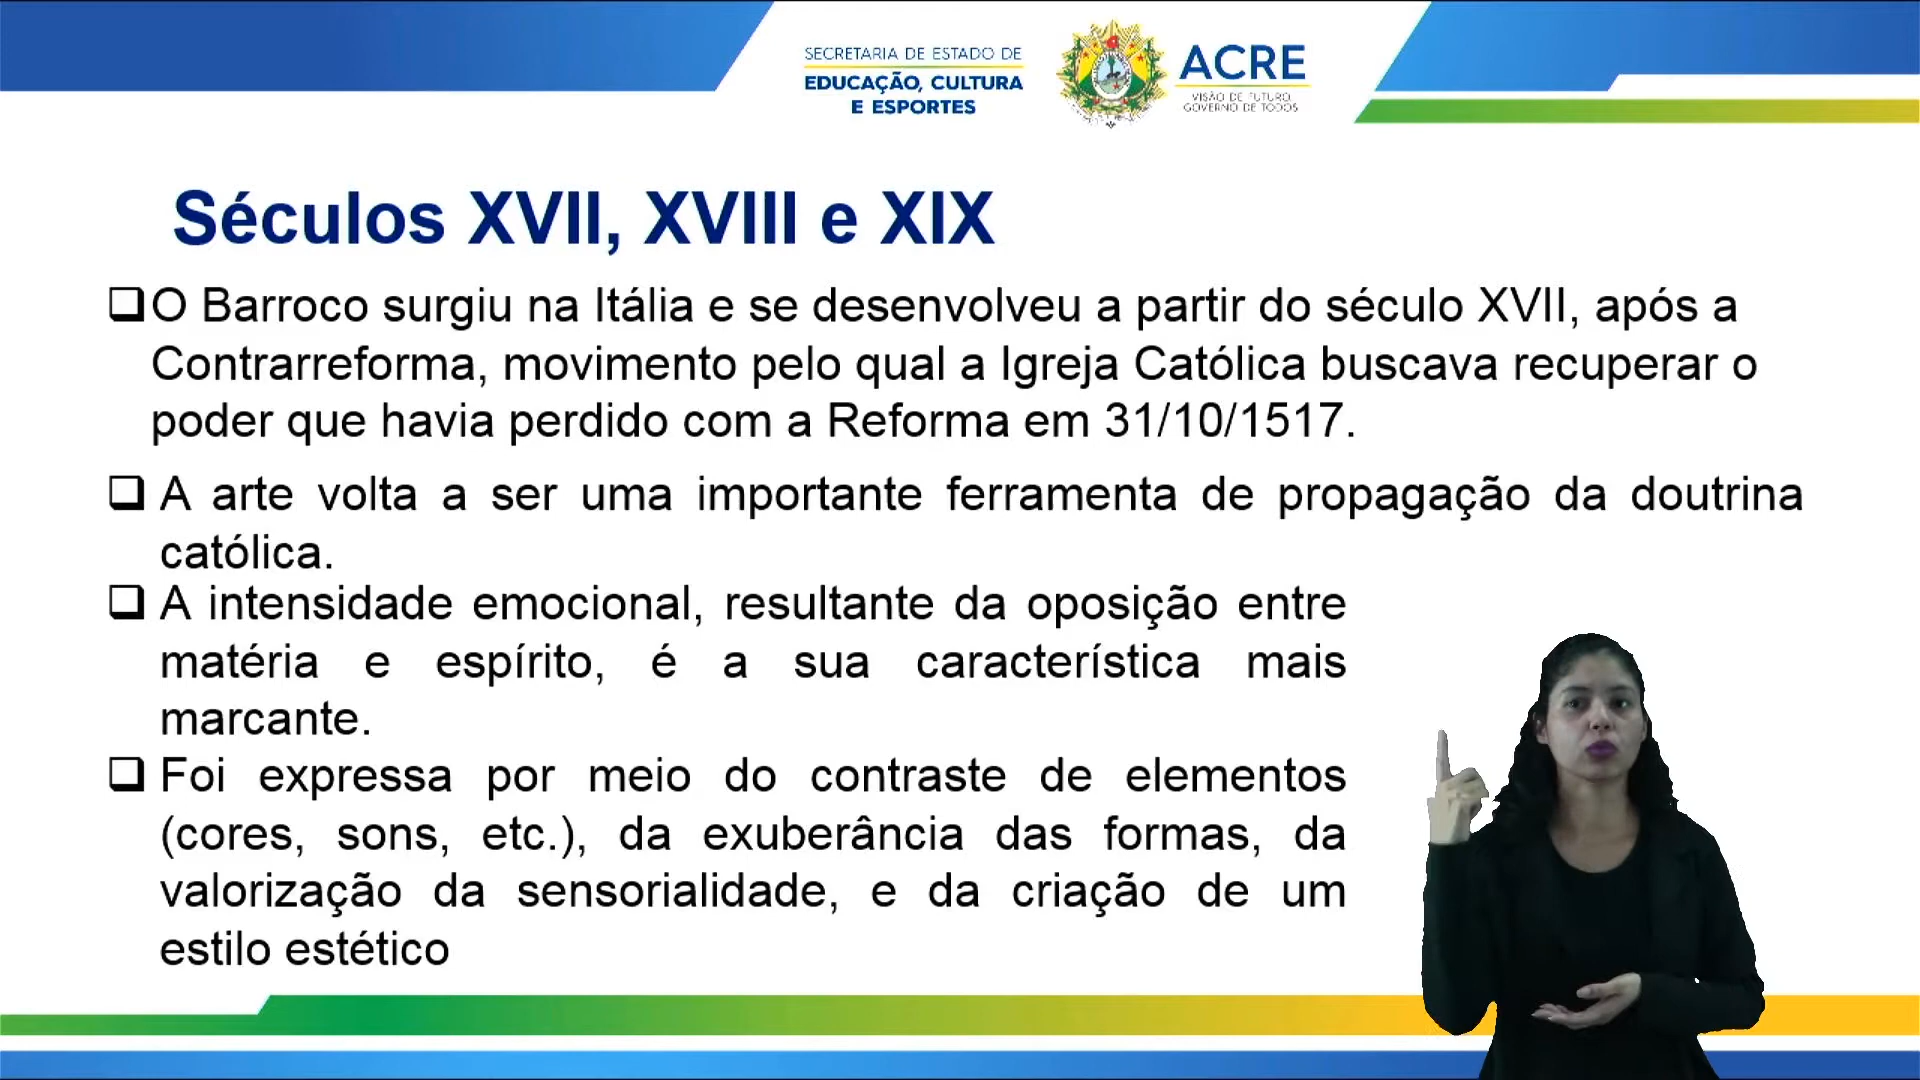 SECRETARIA DE ESTADO DE
EDUCAÇÃO, CULTURA
E ESPORTES
ACRE
VISÃO DE FUTURO,
GOVERNO DE TODOS
Séculos XVII, XVIII e XIX
O Barroco surgiu na Itália e se desenvolveu a partir do século XVII, após a
Contrarreforma, movimento pelo qual a Igreja Católica buscava recuperar o
poder que havia perdido com a Reforma em 31/10/1517.
A arte volta a ser uma importante ferramenta de propagação da doutrina
católica.
A intensidade emocional, resultante da oposição entre
matéria e espírito, é a sua característica mais
marcante.
Foi expressa por meio do contraste de elementos
(cores, sons, etc.), da exuberância das formas, da
valorização da sensorialidade, e da criação de um
estilo estético